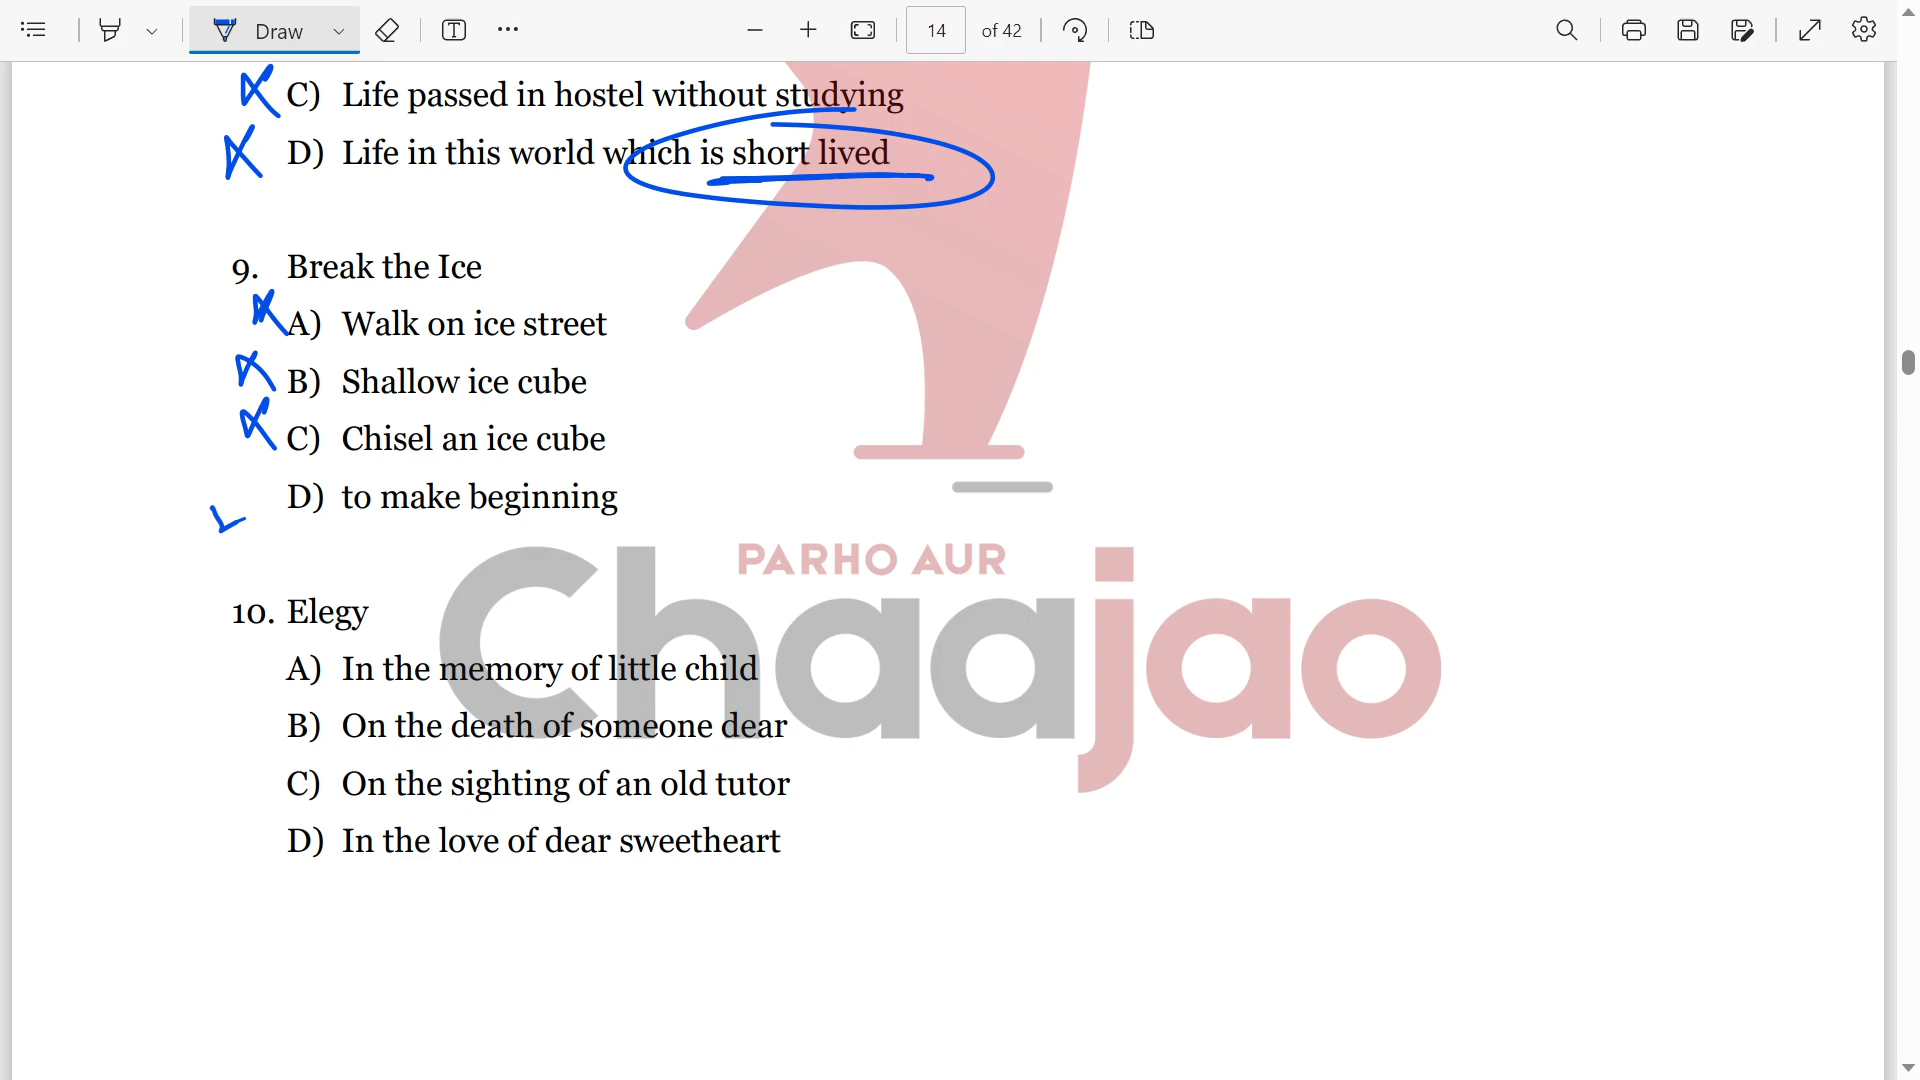 Draw
14 of 42
C) Life passed in hostel without studying
D) Life in this world which is short lived
9. Break the Ice
A) Walk on ice street
B) Shallow ice cube
C) Chisel an ice cube
D) to make beginning
PARHO AUR
Chaajao
10. Elegy
A) In the memory of little child
B) On the death of someone dear
C) On the sighting of an old tutor
D) In the love of dear sweetheart